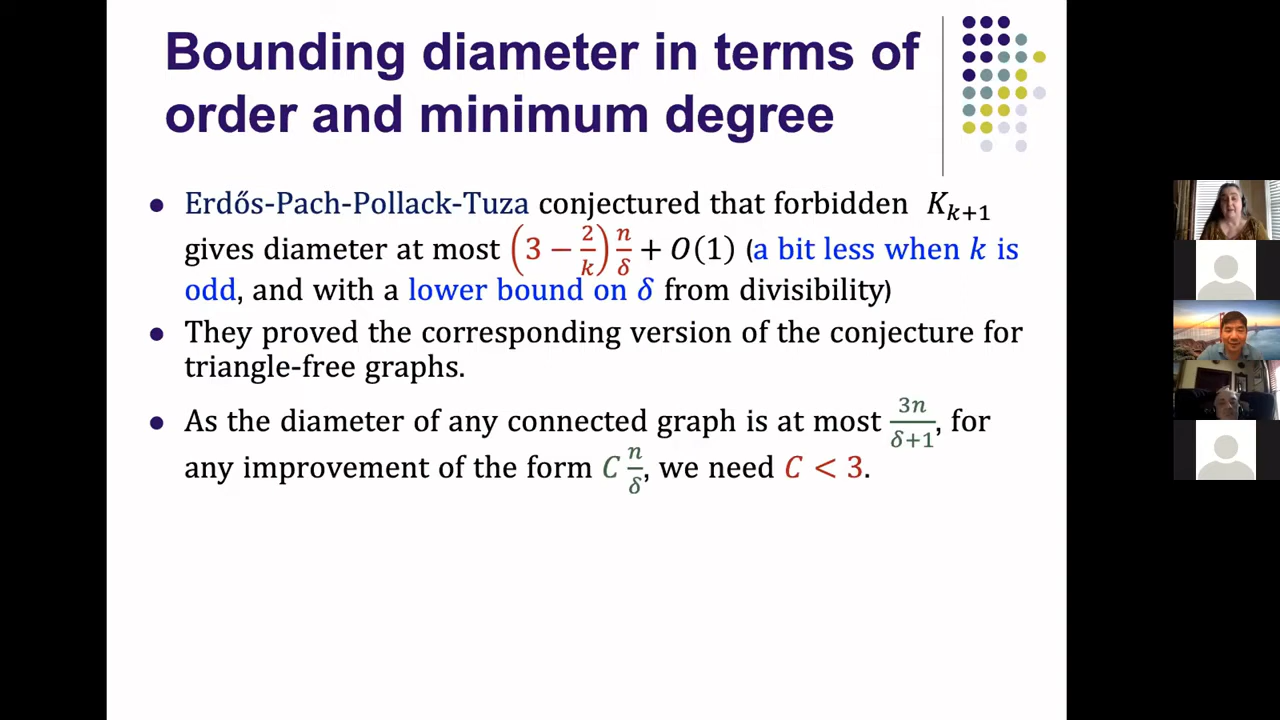 Bounding diameter in terms of
order and minimum degree
• Erdős-Pach-Pollack-Tuza conjectured that forbidden K_{k+1}
gives diameter at most (3 − 2/k) n/δ + O(1) (a bit less when k is
odd, and with a lower bound on δ from divisibility)
• They proved the corresponding version of the conjecture for
triangle-free graphs.
• As the diameter of any connected graph is at most 3n/(δ+1), for
any improvement of the form C n/δ, we need C < 3.